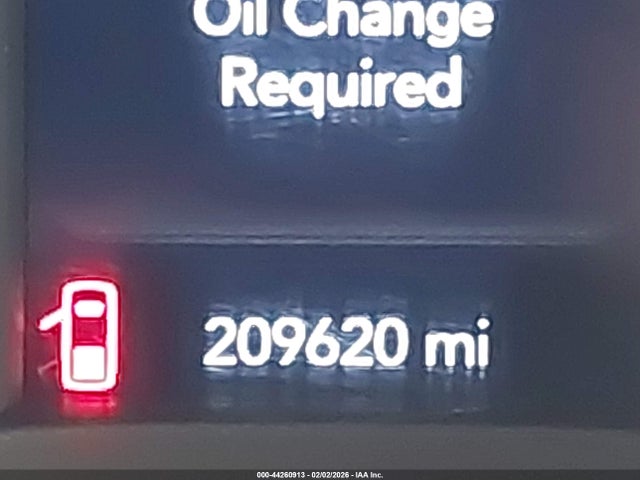 Oil Change
Required
209620 mi
000-44260913 - 02/02/2026 - IAA Inc.